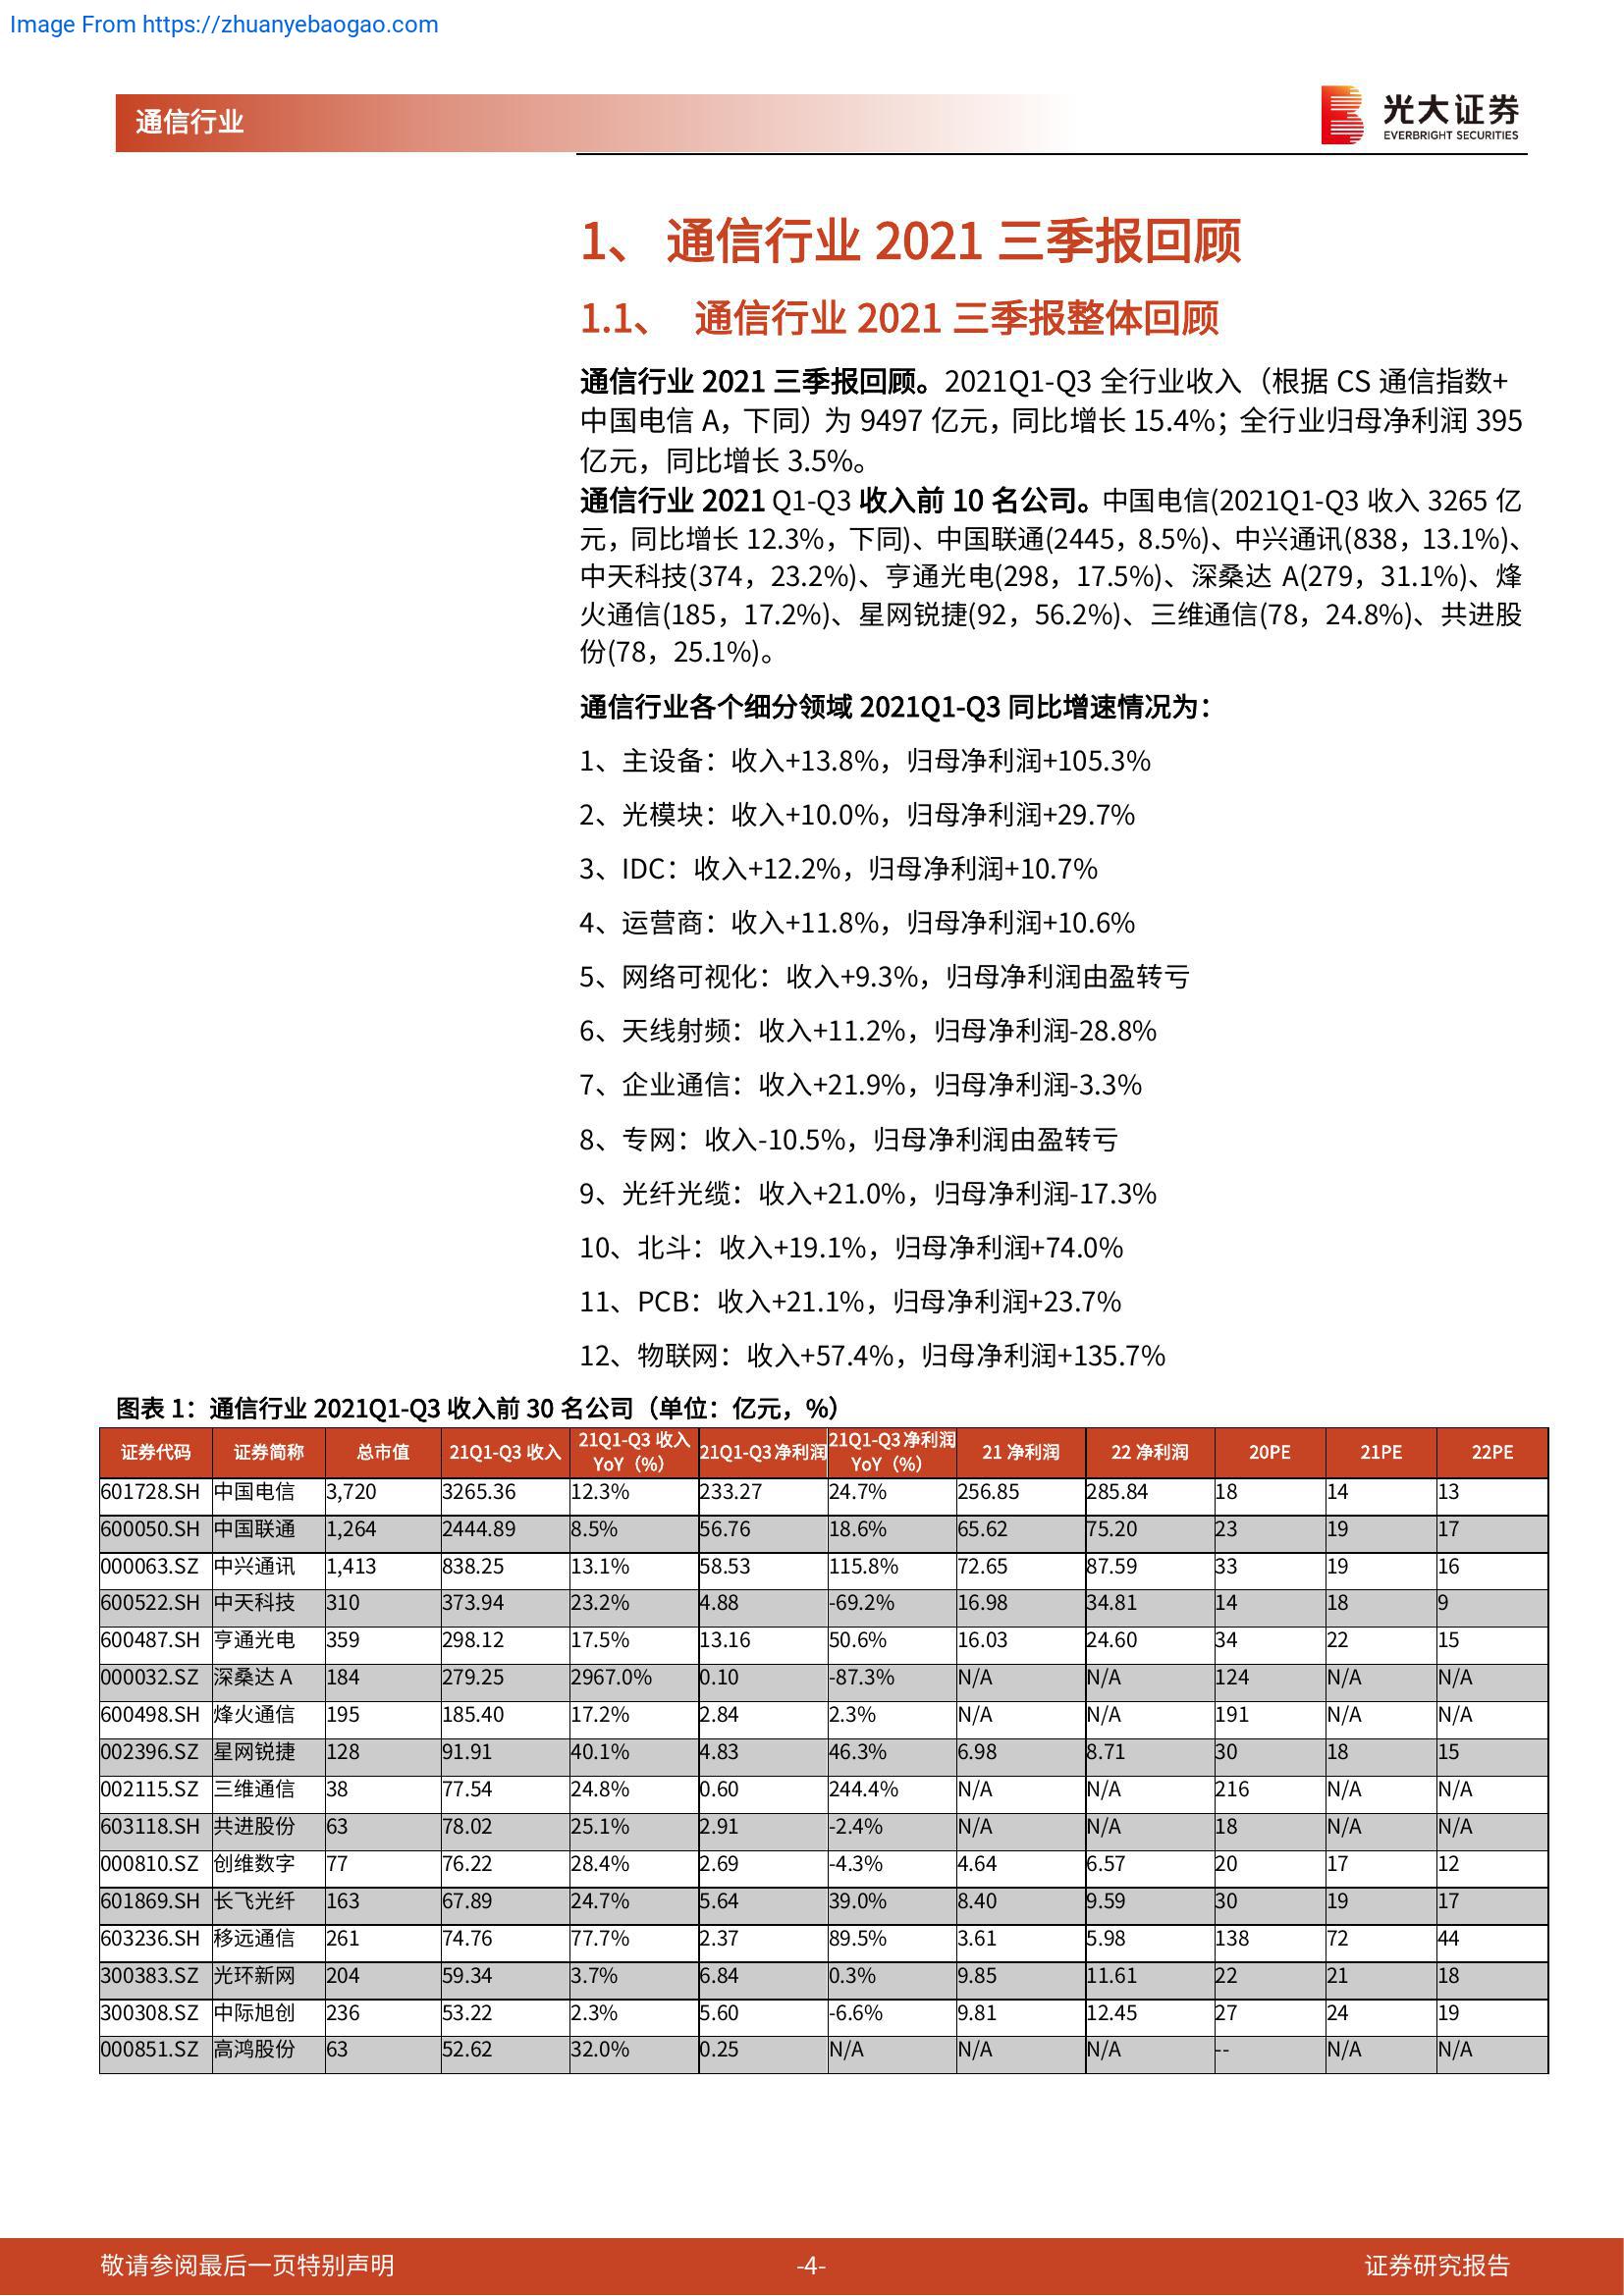 Image From https://zhuanyebaogao.com
通信行业
光大证券
EVERBRIGHT SECURITIES
1、 通信行业 2021 三季报回顾
1.1、 通信行业 2021 三季报整体回顾
通信行业 2021 三季报回顾。2021Q1-Q3 全行业收入（根据 CS 通信指数+
中国电信 A，下同）为 9497 亿元，同比增长 15.4%；全行业归母净利润 395
亿元，同比增长 3.5%。
通信行业 2021 Q1-Q3 收入前 10 名公司。中国电信(2021Q1-Q3 收入 3265 亿
元，同比增长 12.3%，下同)、中国联通(2445，8.5%)、中兴通讯(838，13.1%)、
中天科技(374，23.2%)、亨通光电(298，17.5%)、深桑达 A(279，31.1%)、烽
火通信(185，17.2%)、星网锐捷(92，56.2%)、三维通信(78，24.8%)、共进股
份(78，25.1%)。
通信行业各个细分领域 2021Q1-Q3 同比增速情况为：
1、主设备：收入+13.8%，归母净利润+105.3%
2、光模块：收入+10.0%，归母净利润+29.7%
3、IDC：收入+12.2%，归母净利润+10.7%
4、运营商：收入+11.8%，归母净利润+10.6%
5、网络可视化：收入+9.3%，归母净利润由盈转亏
6、天线射频：收入+11.2%，归母净利润-28.8%
7、企业通信：收入+21.9%，归母净利润-3.3%
8、专网：收入-10.5%，归母净利润由盈转亏
9、光纤光缆：收入+21.0%，归母净利润-17.3%
10、北斗：收入+19.1%，归母净利润+74.0%
11、PCB：收入+21.1%，归母净利润+23.7%
12、物联网：收入+57.4%，归母净利润+135.7%
图表 1：通信行业 2021Q1-Q3 收入前 30 名公司（单位：亿元，%）
证券代码 证券简称 总市值 21Q1-Q3 收入 21Q1-Q3 收入 YoY（%） 21Q1-Q3 净利润 21Q1-Q3 净利润 YoY（%） 21 净利润 22 净利润 20PE 21PE 22PE
601728.SH 中国电信 3,720 3265.36 12.3% 233.27 24.7% 256.85 285.84 18 14 13
600050.SH 中国联通 1,264 2444.89 8.5% 56.76 18.6% 65.62 75.20 23 19 17
000063.SZ 中兴通讯 1,413 838.25 13.1% 58.53 115.8% 72.65 87.59 33 19 16
600522.SH 中天科技 310 373.94 23.2% 4.88 -69.2% 16.98 34.81 14 18 9
600487.SH 亨通光电 359 298.12 17.5% 13.16 50.6% 16.03 24.60 34 22 15
000032.SZ 深桑达 A 184 279.25 2967.0% 0.10 -87.3% N/A N/A 124 N/A N/A
600498.SH 烽火通信 195 185.40 17.2% 2.84 2.3% N/A N/A 191 N/A N/A
002396.SZ 星网锐捷 128 91.91 40.1% 4.83 46.3% 6.98 8.71 30 18 15
002115.SZ 三维通信 38 77.54 24.8% 0.60 244.4% N/A N/A 216 N/A N/A
603118.SH 共进股份 63 78.02 25.1% 2.91 -2.4% N/A N/A 18 N/A N/A
000810.SZ 创维数字 77 76.22 28.4% 2.69 -4.3% 4.64 6.57 20 17 12
601869.SH 长飞光纤 163 67.89 24.7% 5.64 39.0% 8.40 9.59 30 19 17
603236.SH 移远通信 261 74.76 77.7% 2.37 89.5% 3.61 5.98 138 72 44
300383.SZ 光环新网 204 59.34 3.7% 6.84 0.3% 9.85 11.61 22 21 18
300308.SZ 中际旭创 236 53.22 2.3% 5.60 -6.6% 9.81 12.45 27 24 19
000851.SZ 高鸿股份 63 52.62 32.0% 0.25 N/A N/A N/A -- N/A N/A
敬请参阅最后一页特别声明 -4- 证券研究报告